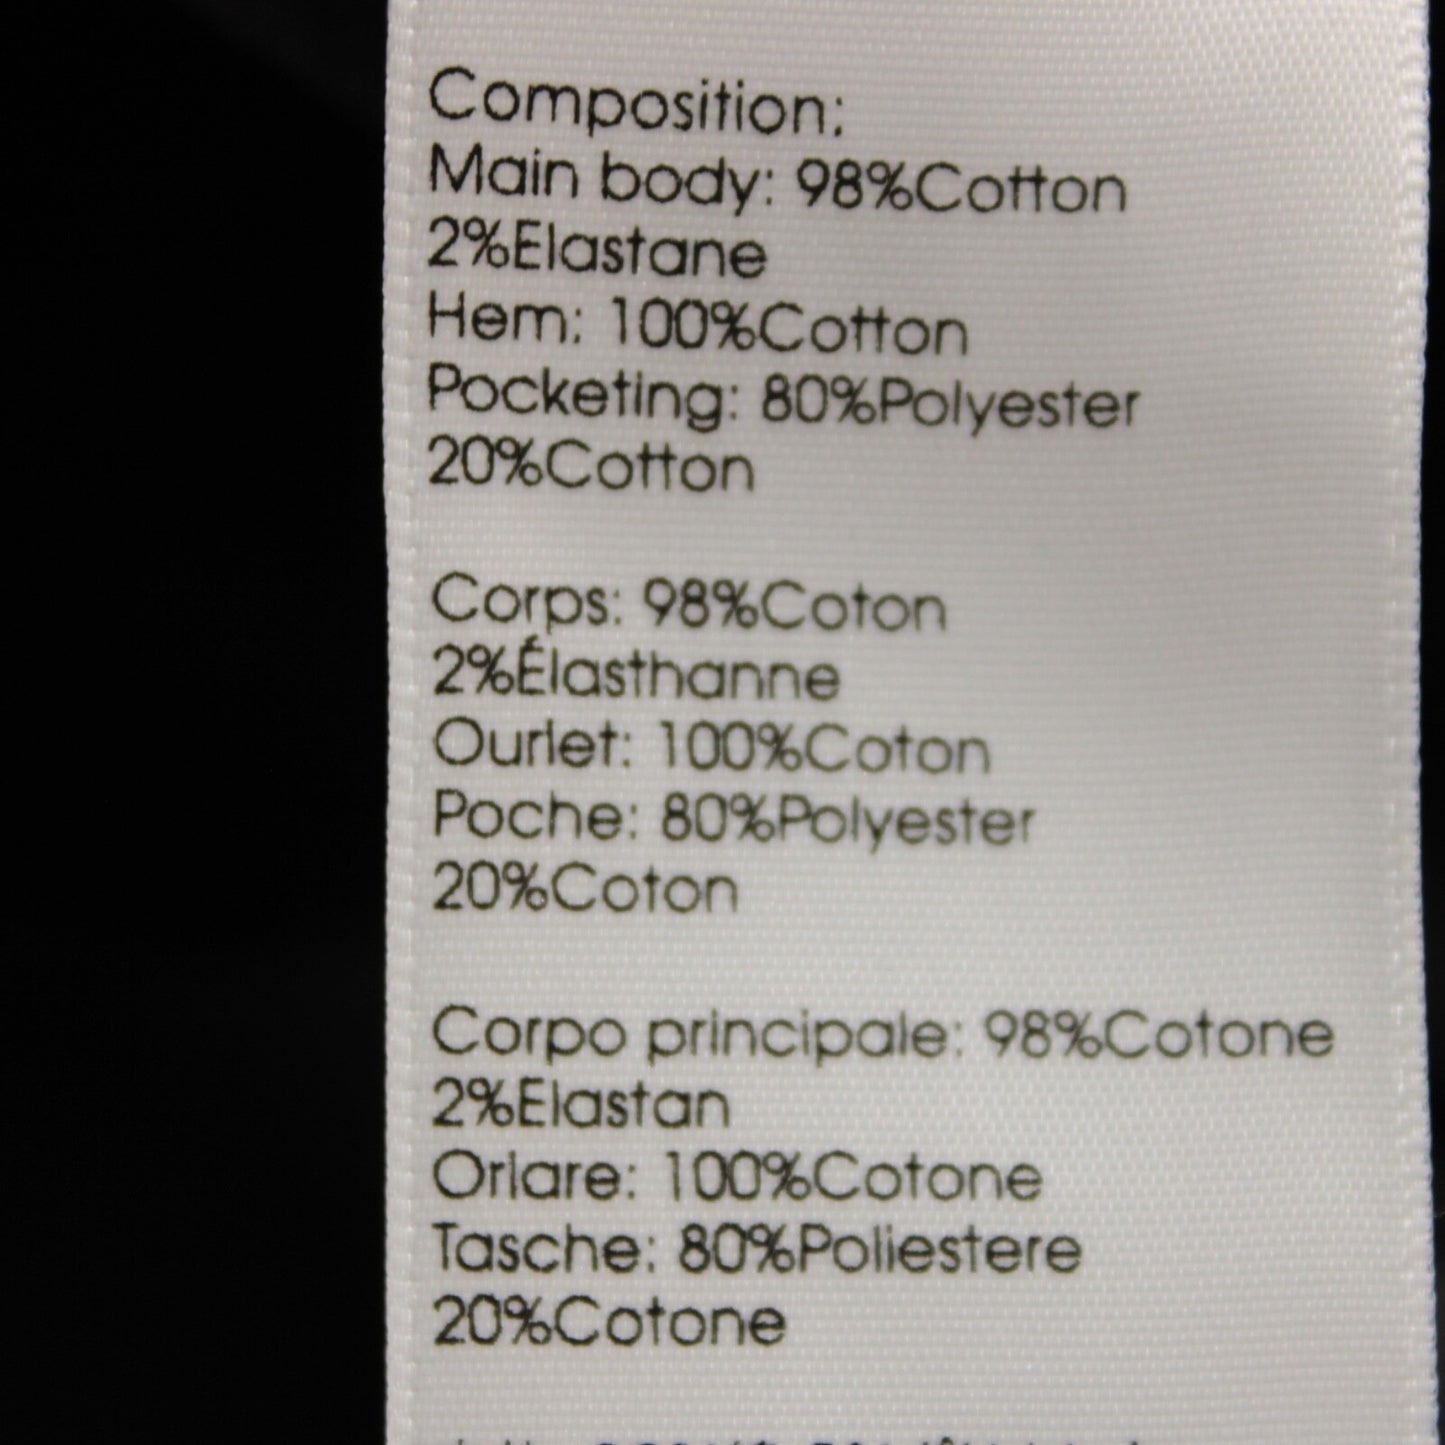 Composition:
Main body: 98%Cotton
2%Elastane
Hem: 100%Cotton
Pocketing: 80%Polyester
20%Cotton
Corps: 98%Coton
2%Élasthanne
Ourlet: 100%Coton
Poche: 80%Polyester
20%Coton
Corpo principale: 98%Cotone
2%Elastan
Orlare: 100%Cotone
Tasche: 80%Poliestere
20%Cotone